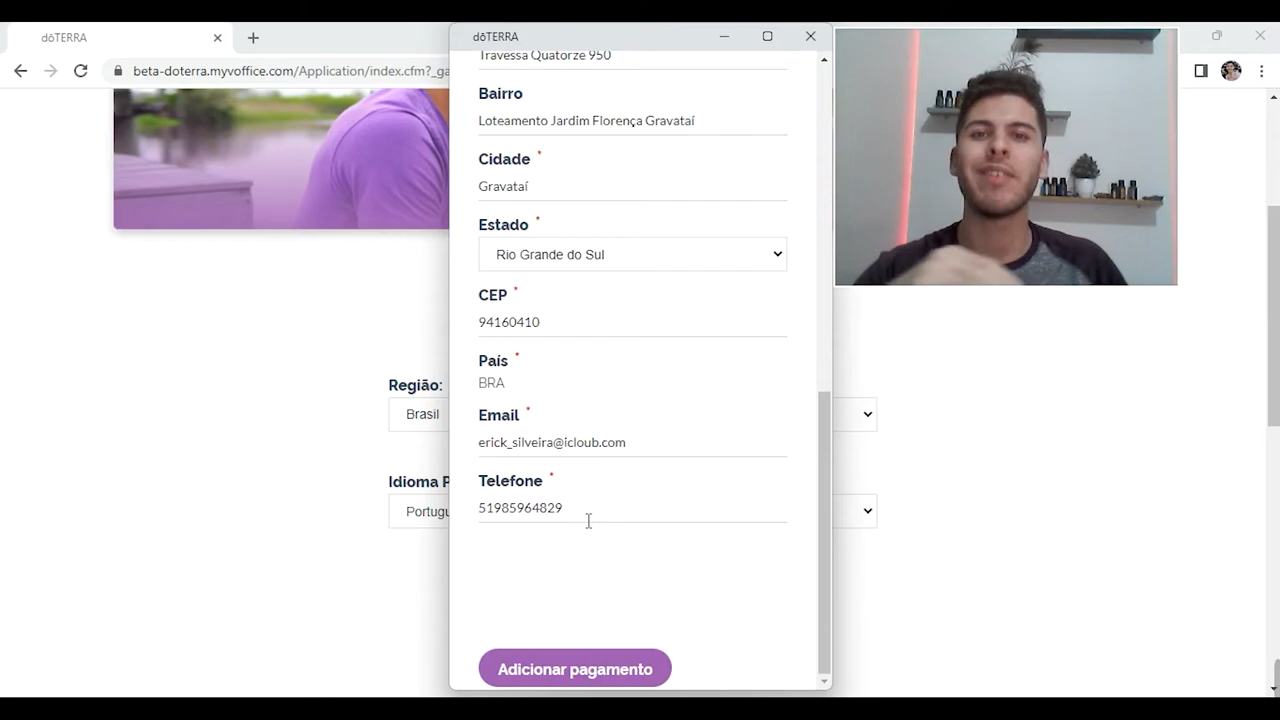 dōTERRA
dōTERRA
beta-doterra.myvoffice.com/Application/index.cfm?_ga
Travessa Quatorze 950
Bairro
Loteamento Jardim Florença Gravataí
Cidade *
Gravataí
Estado *
Rio Grande do Sul
CEP *
94160410
País *
BRA
Região:
Brasil
Email *
erick_silveira@icloub.com
Telefone *
51985964829
Idioma P
Portugu
Adicionar pagamento